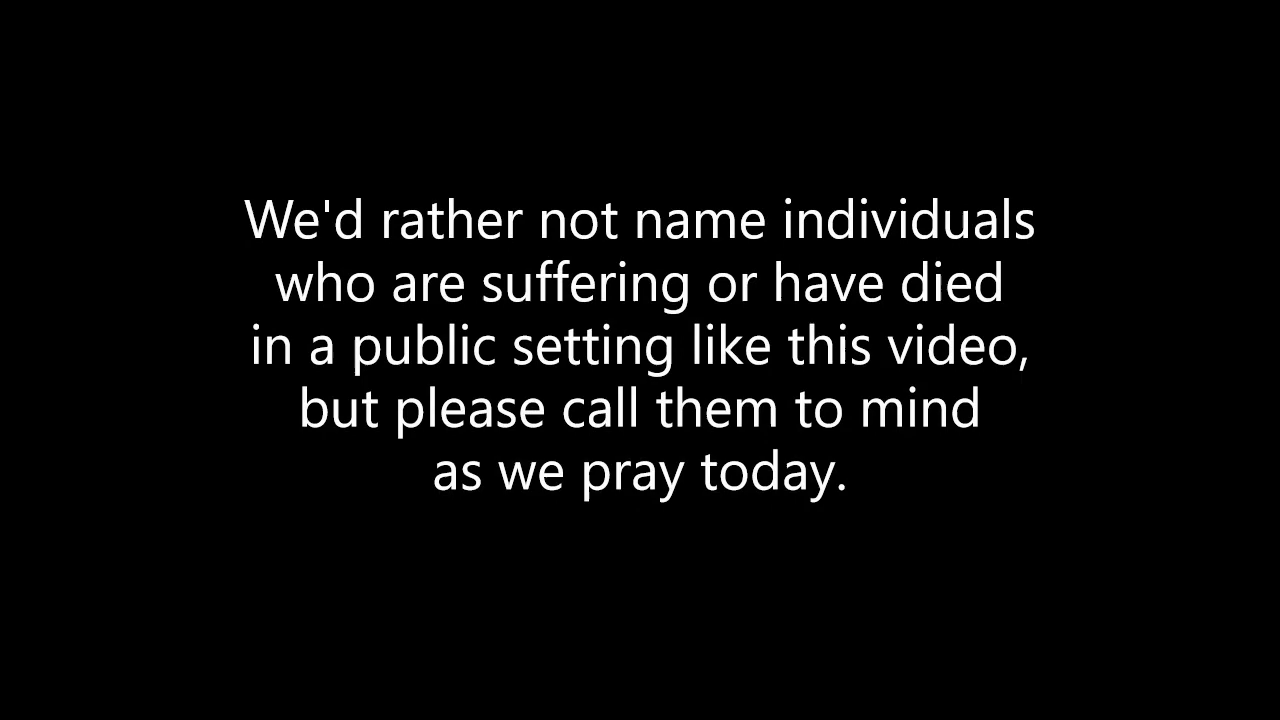 We'd rather not name individuals
who are suffering or have died
in a public setting like this video,
but please call them to mind
as we pray today.